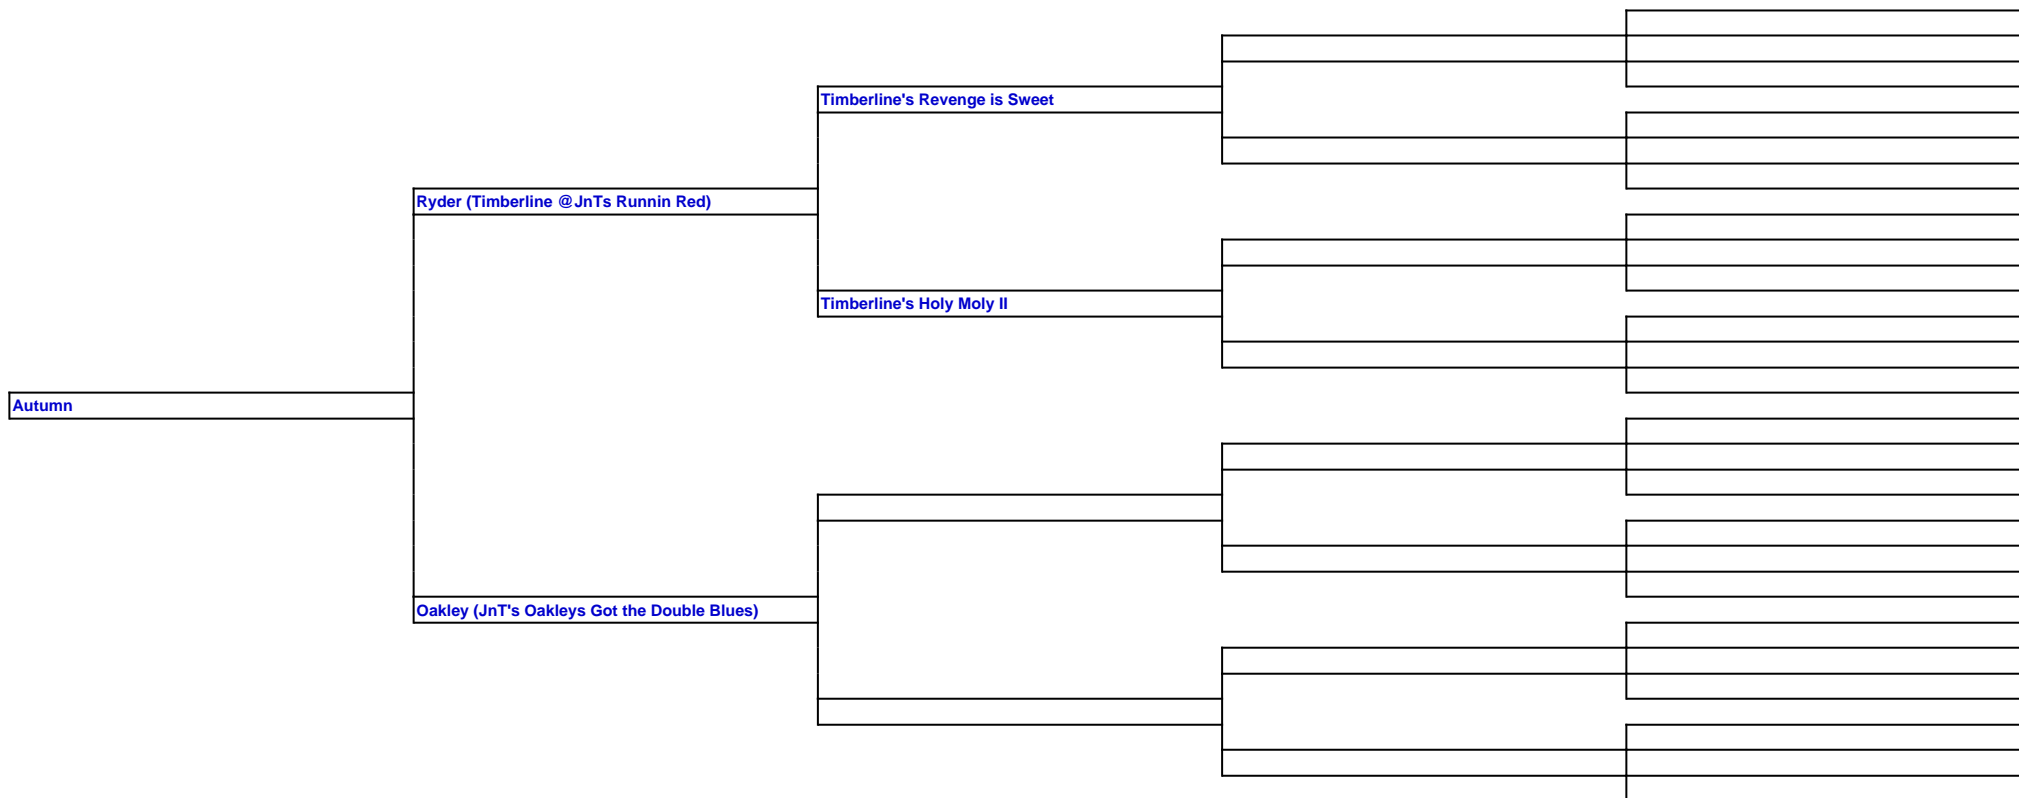 Timberline's Revenge is Sweet
Ryder (Timberline @JnTs Runnin Red)
Timberline's Holy Moly II
Autumn
Oakley (JnT's Oakleys Got the Double Blues)